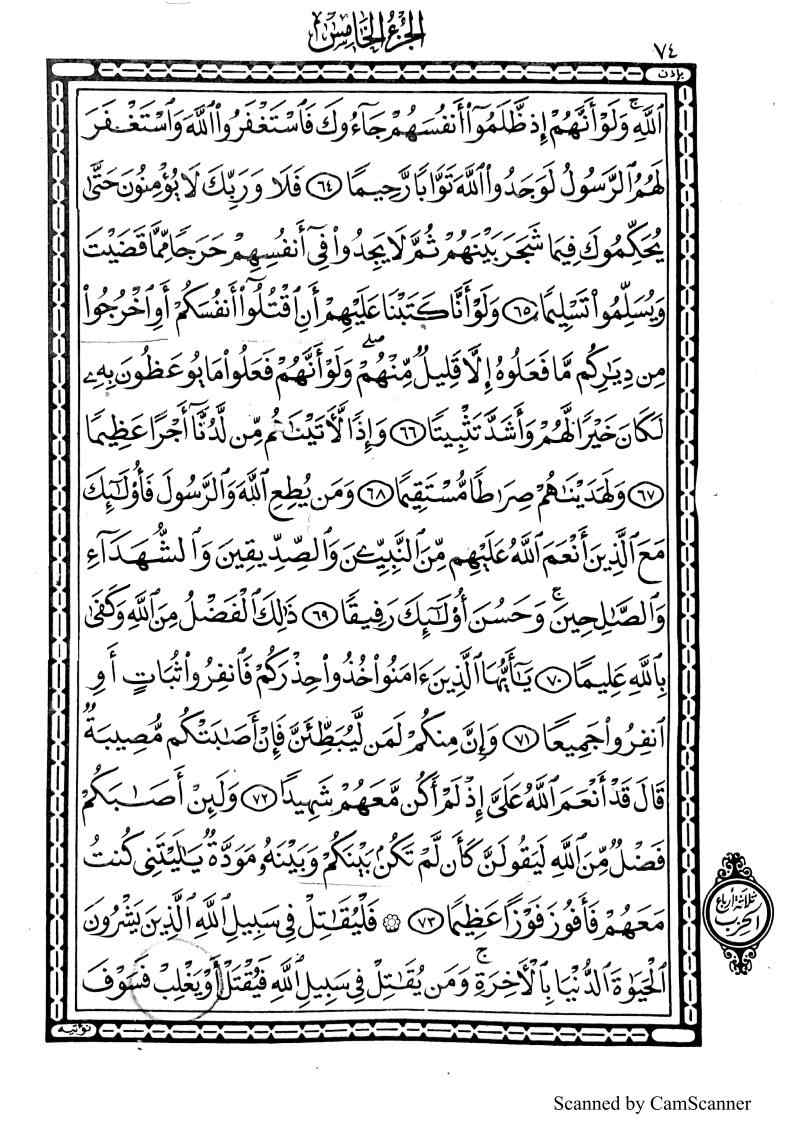 الجزء الخامس
٧٤
بإذن
ٱللَّهِۚ وَلَوۡ أَنَّهُمۡ إِذ ظَّلَمُوٓاْ أَنفُسَهُمۡ جَآءُوكَ فَٱسۡتَغۡفَرُواْ ٱللَّهَ وَٱسۡتَغۡفَرَ
لَهُمُ ٱلرَّسُولُ لَوَجَدُواْ ٱللَّهَ تَوَّابٗا رَّحِيمٗا ٦٤ فَلَا وَرَبِّكَ لَا يُؤۡمِنُونَ حَتَّىٰ
يُحَكِّمُوكَ فِيمَا شَجَرَ بَيۡنَهُمۡ ثُمَّ لَا يَجِدُواْ فِيٓ أَنفُسِهِمۡ حَرَجٗا مِّمَّا قَضَيۡتَ
وَيُسَلِّمُواْ تَسۡلِيمٗا ٦٥ وَلَوۡ أَنَّا كَتَبۡنَا عَلَيۡهِمۡ أَنِ ٱقۡتُلُوٓاْ أَنفُسَكُمۡ أَوِ ٱخۡرُجُواْ
مِن دِيَٰرِكُم مَّا فَعَلُوهُ إِلَّا قَلِيلٞ مِّنۡهُمۡۖ وَلَوۡ أَنَّهُمۡ فَعَلُواْ مَا يُوعَظُونَ بِهِۦ
لَكَانَ خَيۡرٗا لَّهُمۡ وَأَشَدَّ تَثۡبِيتٗا ٦٦ وَإِذٗا لَّأٓتَيۡنَٰهُم مِّن لَّدُنَّآ أَجۡرًا عَظِيمٗا
٦٧ وَلَهَدَيۡنَٰهُمۡ صِرَٰطٗا مُّسۡتَقِيمٗا ٦٨ وَمَن يُطِعِ ٱللَّهَ وَٱلرَّسُولَ فَأُوْلَٰٓئِكَ
مَعَ ٱلَّذِينَ أَنۡعَمَ ٱللَّهُ عَلَيۡهِم مِّنَ ٱلنَّبِيِّـۧنَ وَٱلصِّدِّيقِينَ وَٱلشُّهَدَآءِ
وَٱلصَّٰلِحِينَۚ وَحَسُنَ أُوْلَٰٓئِكَ رَفِيقٗا ٦٩ ذَٰلِكَ ٱلۡفَضۡلُ مِنَ ٱللَّهِۚ وَكَفَىٰ
بِٱللَّهِ عَلِيمٗا ٧٠ يَٰٓأَيُّهَا ٱلَّذِينَ ءَامَنُواْ خُذُواْ حِذۡرَكُمۡ فَٱنفِرُواْ ثُبَاتٍ أَوِ
ٱنفِرُواْ جَمِيعٗا ٧١ وَإِنَّ مِنكُمۡ لَمَن لَّيُبَطِّئَنَّ فَإِنۡ أَصَٰبَتۡكُم مُّصِيبَةٞ
قَالَ قَدۡ أَنۡعَمَ ٱللَّهُ عَلَيَّ إِذۡ لَمۡ أَكُن مَّعَهُمۡ شَهِيدٗا ٧٢ وَلَئِنۡ أَصَٰبَكُمۡ
فَضۡلٞ مِّنَ ٱللَّهِ لَيَقُولَنَّ كَأَن لَّمۡ تَكُنۢ بَيۡنَكُمۡ وَبَيۡنَهُۥ مَوَدَّةٞ يَٰلَيۡتَنِي كُنتُ
مَعَهُمۡ فَأَفُوزَ فَوۡزًا عَظِيمٗا ٧٣ ۞ فَلۡيُقَٰتِلۡ فِي سَبِيلِ ٱللَّهِ ٱلَّذِينَ يَشۡرُونَ
ٱلۡحَيَوٰةَ ٱلدُّنۡيَا بِٱلۡأٓخِرَةِۚ وَمَن يُقَٰتِلۡ فِي سَبِيلِ ٱللَّهِ فَيُقۡتَلۡ أَوۡ يَغۡلِبۡ فَسَوۡفَ
ثلاثة أرباع
الحزب
نؤتيه
Scanned by CamScanner